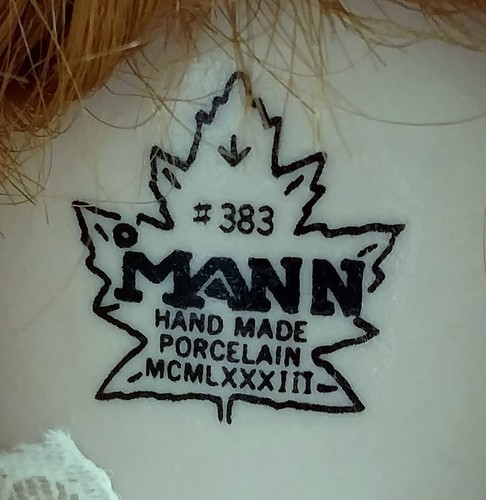 #383
MANN
HAND MADE
PORCELAIN
MCMLXXXIII